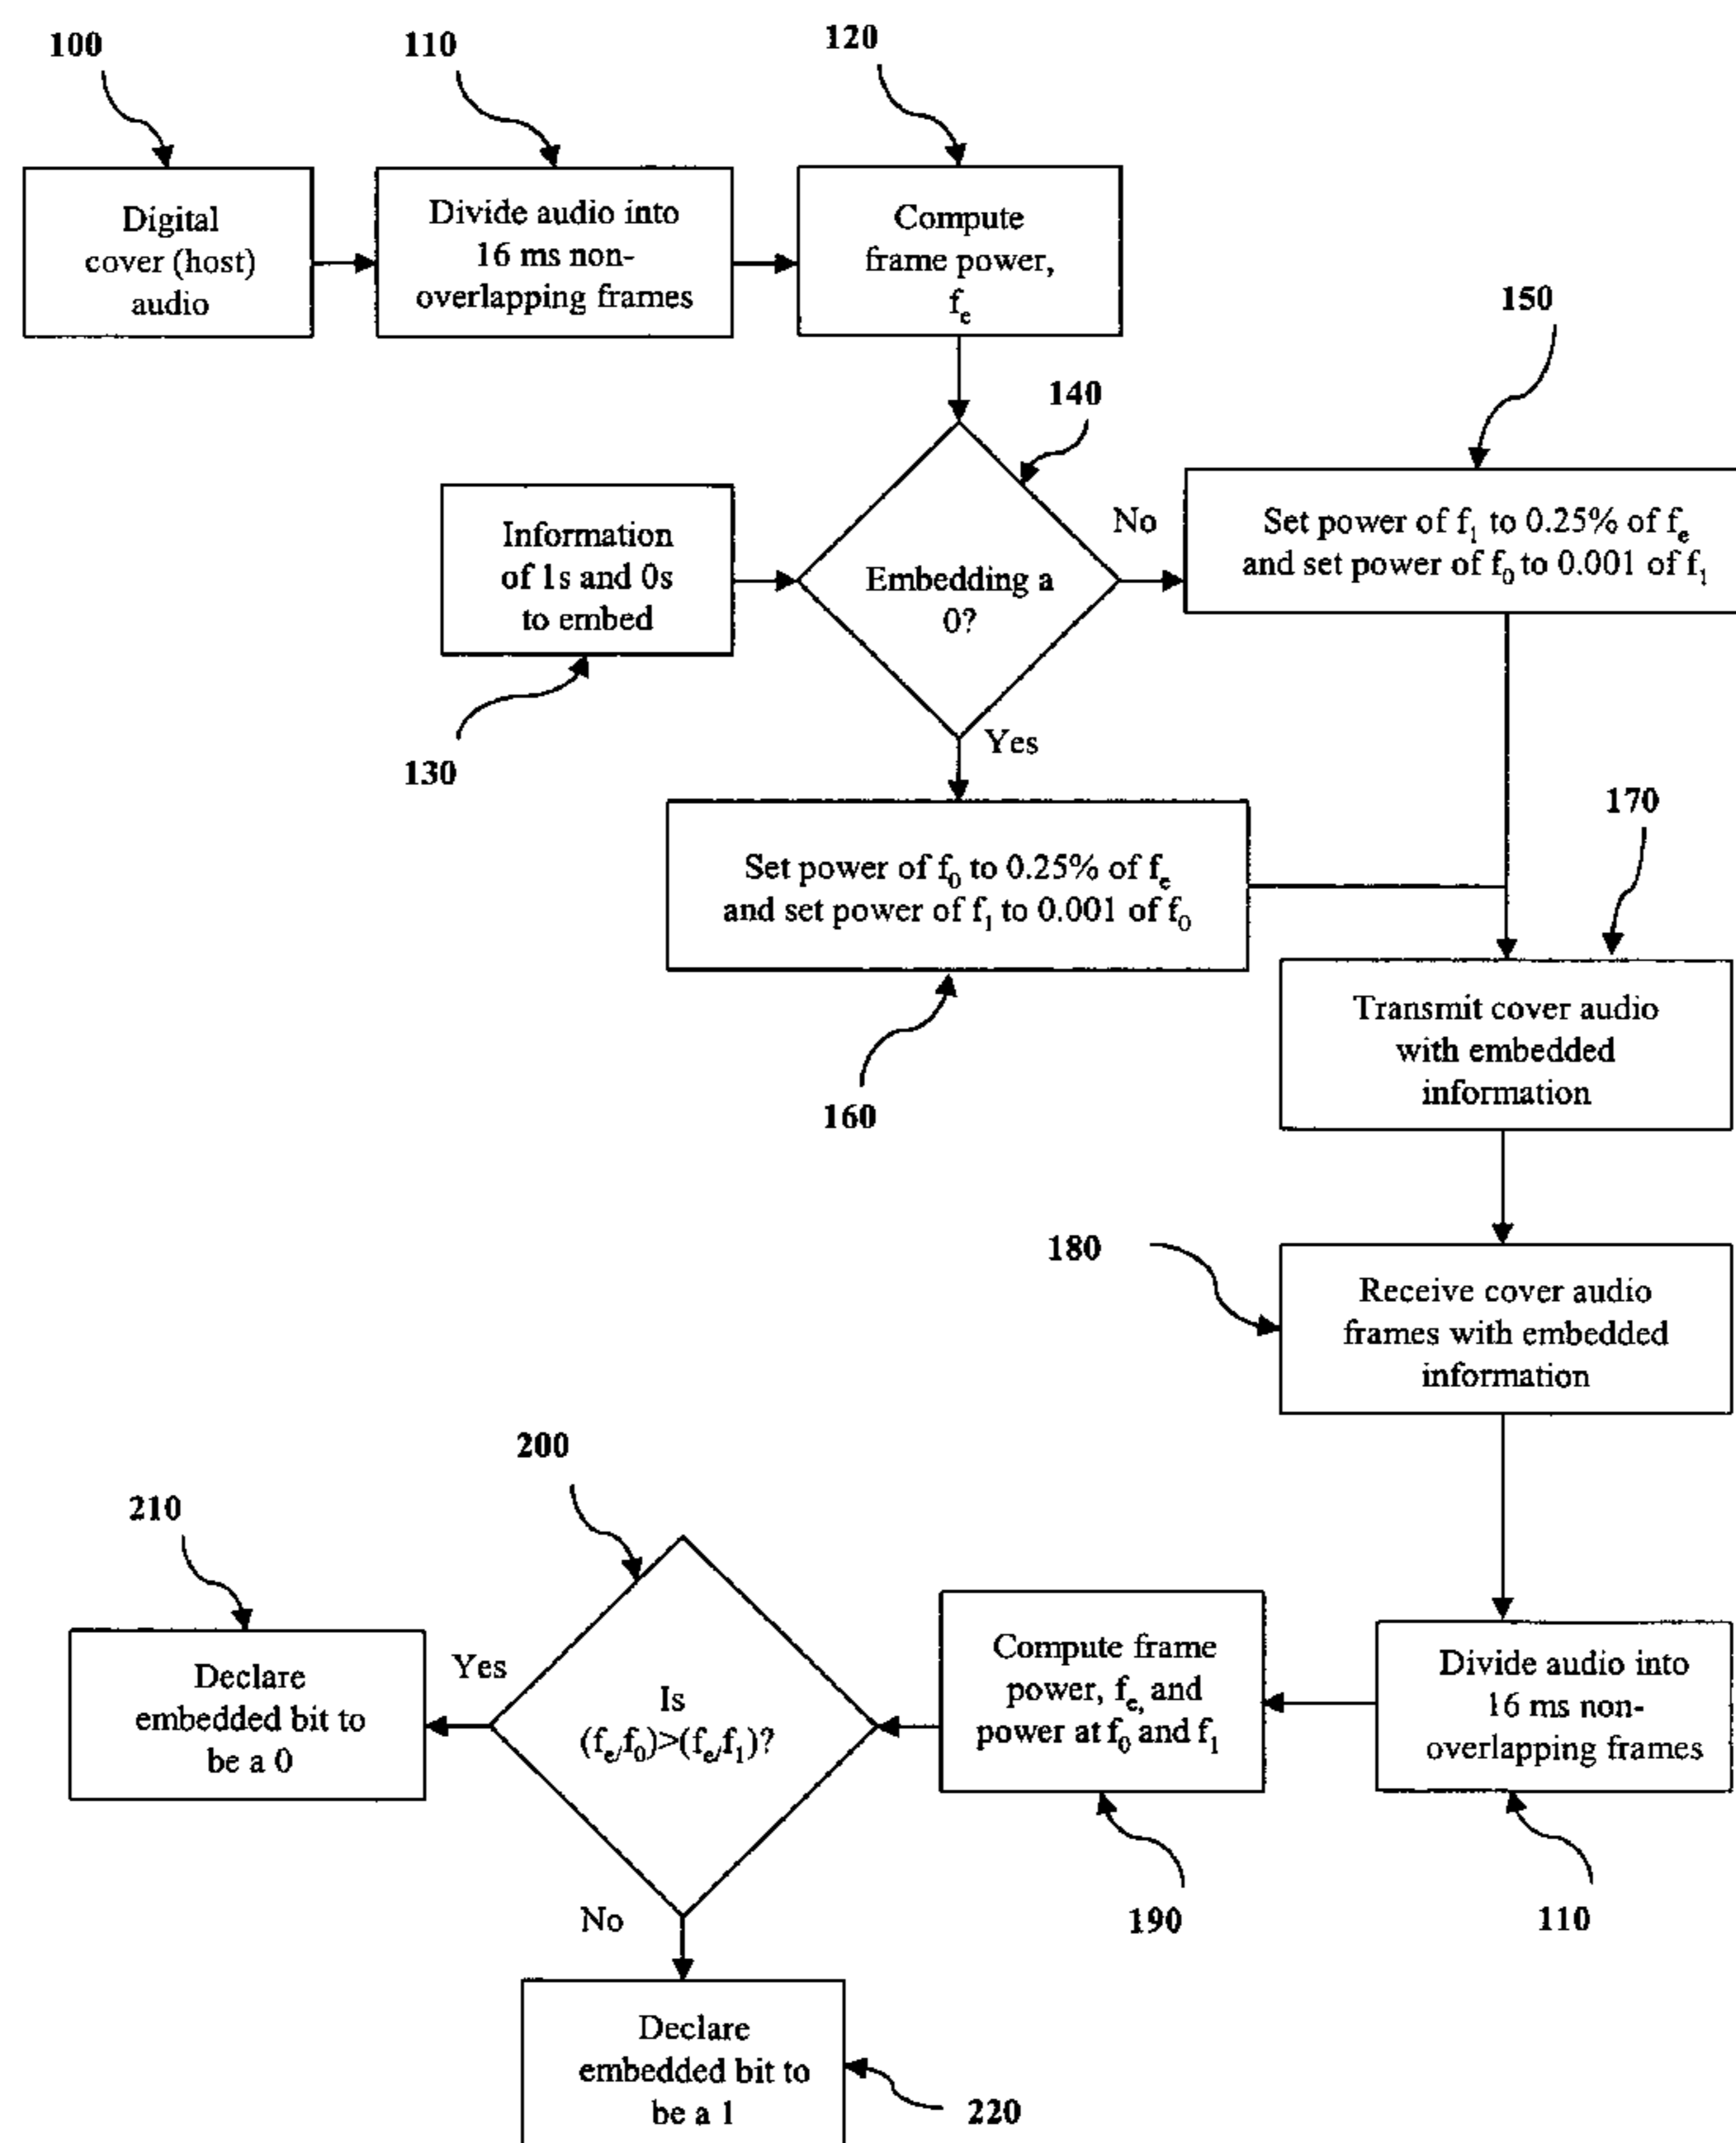 100
110
120
Digital
cover (host)
audio
Divide audio into
16 ms non-
overlapping frames
Compute
frame power,
fₑ
150
140
Information
of 1s and 0s
to embed
Embedding a
0?
No
Set power of f₁ to 0.25% of fₑ
and set power of f₀ to 0.001 of f₁
130
Yes
170
Set power of f₀ to 0.25% of fₑ
and set power of f₁ to 0.001 of f₀
160
Transmit cover audio
with embedded
information
180
Receive cover audio
frames with embedded
information
200
210
Declare
embedded bit to
be a 0
Yes
Is
(fₑ/f₀)>(fₑ/f₁)?
Compute frame
power, fₑ, and
power at f₀ and f₁
Divide audio into
16 ms non-
overlapping frames
No
190
110
Declare
embedded bit to
be a 1
220